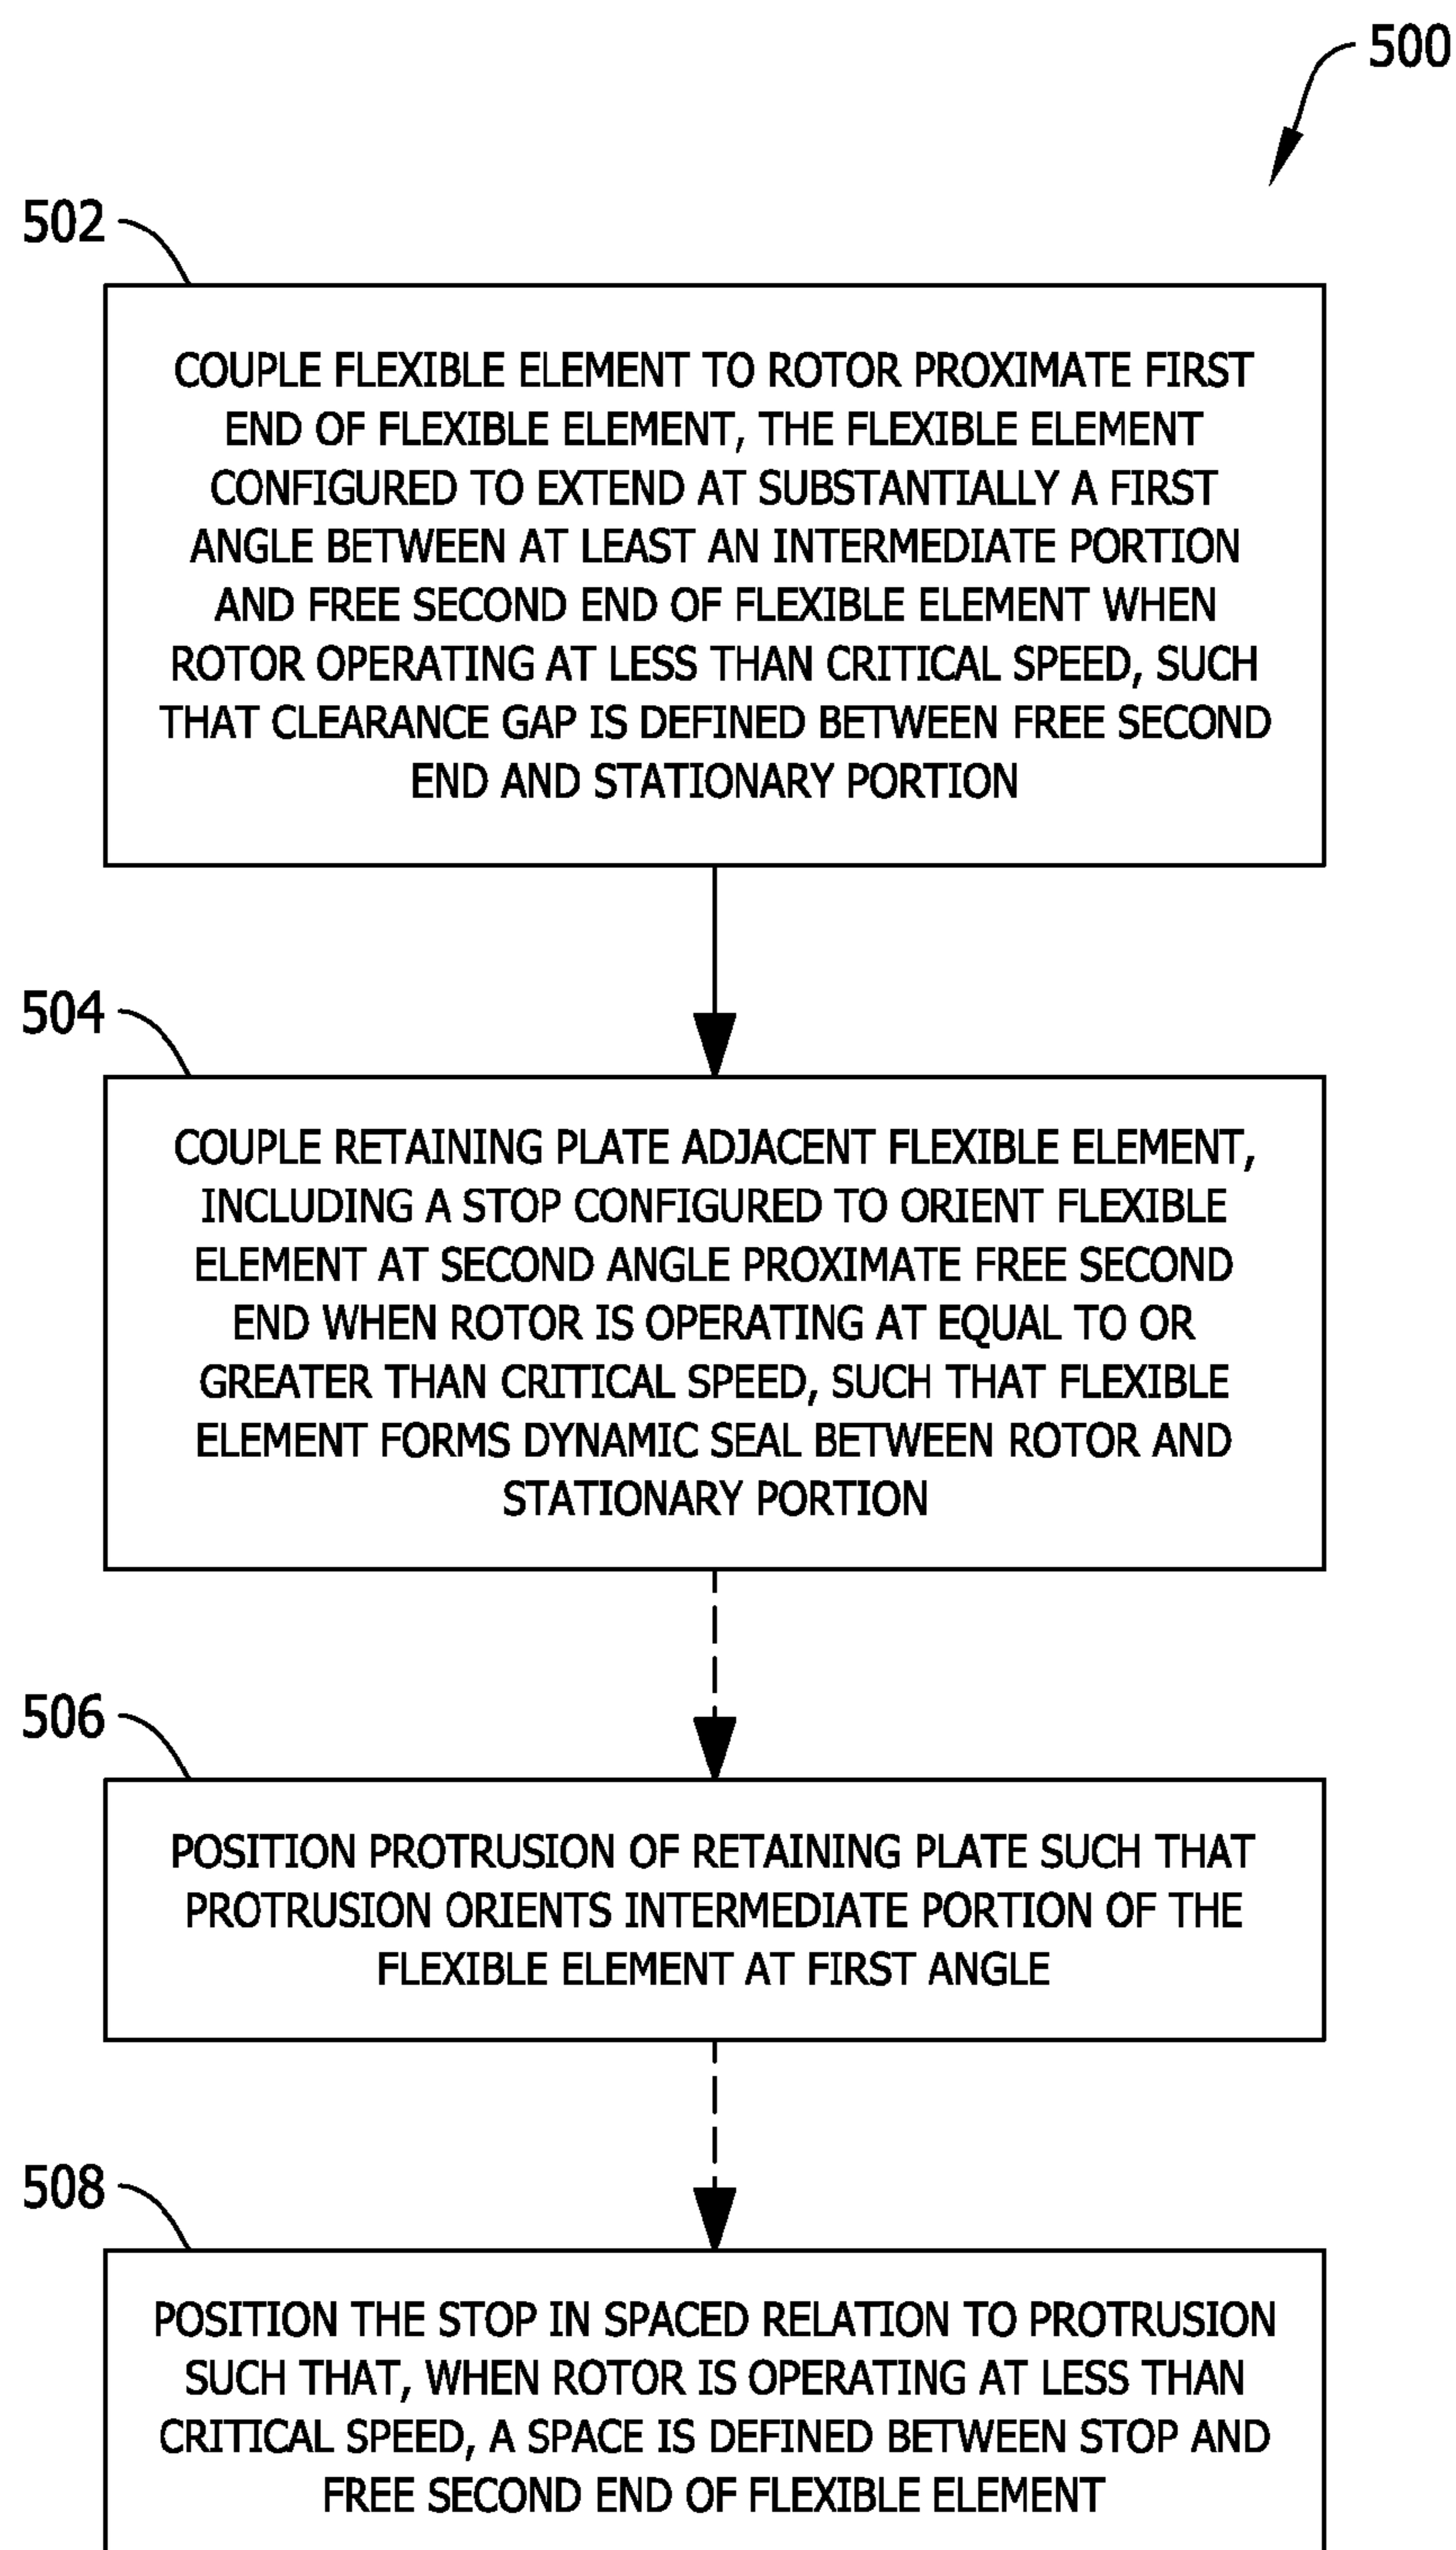 500
502
COUPLE FLEXIBLE ELEMENT TO ROTOR PROXIMATE FIRST
END OF FLEXIBLE ELEMENT, THE FLEXIBLE ELEMENT
CONFIGURED TO EXTEND AT SUBSTANTIALLY A FIRST
ANGLE BETWEEN AT LEAST AN INTERMEDIATE PORTION
AND FREE SECOND END OF FLEXIBLE ELEMENT WHEN
ROTOR OPERATING AT LESS THAN CRITICAL SPEED, SUCH
THAT CLEARANCE GAP IS DEFINED BETWEEN FREE SECOND
END AND STATIONARY PORTION
504
COUPLE RETAINING PLATE ADJACENT FLEXIBLE ELEMENT,
INCLUDING A STOP CONFIGURED TO ORIENT FLEXIBLE
ELEMENT AT SECOND ANGLE PROXIMATE FREE SECOND
END WHEN ROTOR IS OPERATING AT EQUAL TO OR
GREATER THAN CRITICAL SPEED, SUCH THAT FLEXIBLE
ELEMENT FORMS DYNAMIC SEAL BETWEEN ROTOR AND
STATIONARY PORTION
506
POSITION PROTRUSION OF RETAINING PLATE SUCH THAT
PROTRUSION ORIENTS INTERMEDIATE PORTION OF THE
FLEXIBLE ELEMENT AT FIRST ANGLE
508
POSITION THE STOP IN SPACED RELATION TO PROTRUSION
SUCH THAT, WHEN ROTOR IS OPERATING AT LESS THAN
CRITICAL SPEED, A SPACE IS DEFINED BETWEEN STOP AND
FREE SECOND END OF FLEXIBLE ELEMENT